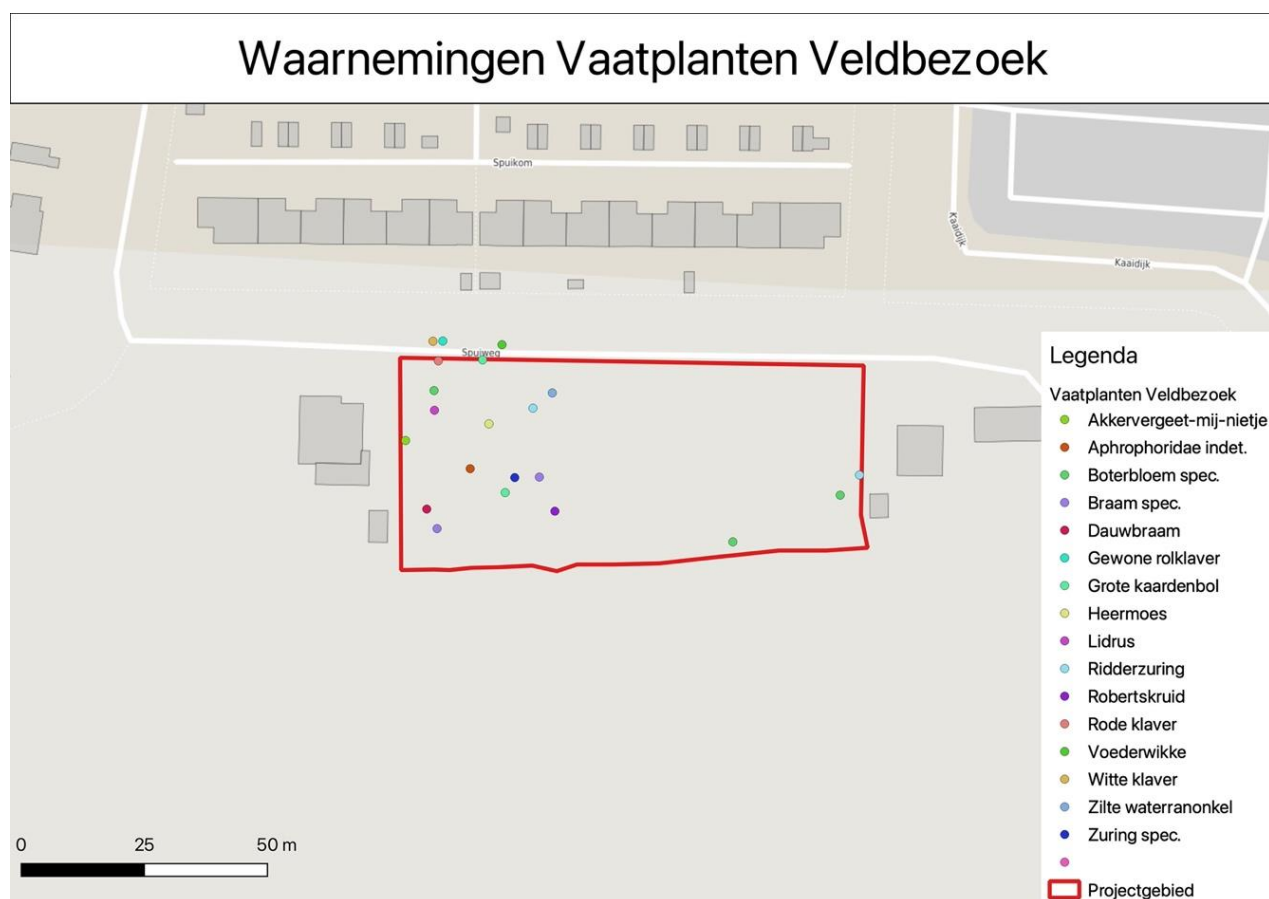 Waarnemingen Vaatplanten Veldbezoek
Spuikom
Kaaidijk
Kaaidijk
Spuiweg
Legenda
Vaatplanten Veldbezoek
Akkervergeet-mij-nietje
Aphrophoridae indet.
Boterbloem spec.
Braam spec.
Dauwbraam
Gewone rolklaver
Grote kaardenbol
Heermoes
Lidrus
Ridderzuring
Robertskruid
Rode klaver
Voederwikke
Witte klaver
Zilte waterranonkel
Zuring spec.
Projectgebied
0 25 50 m